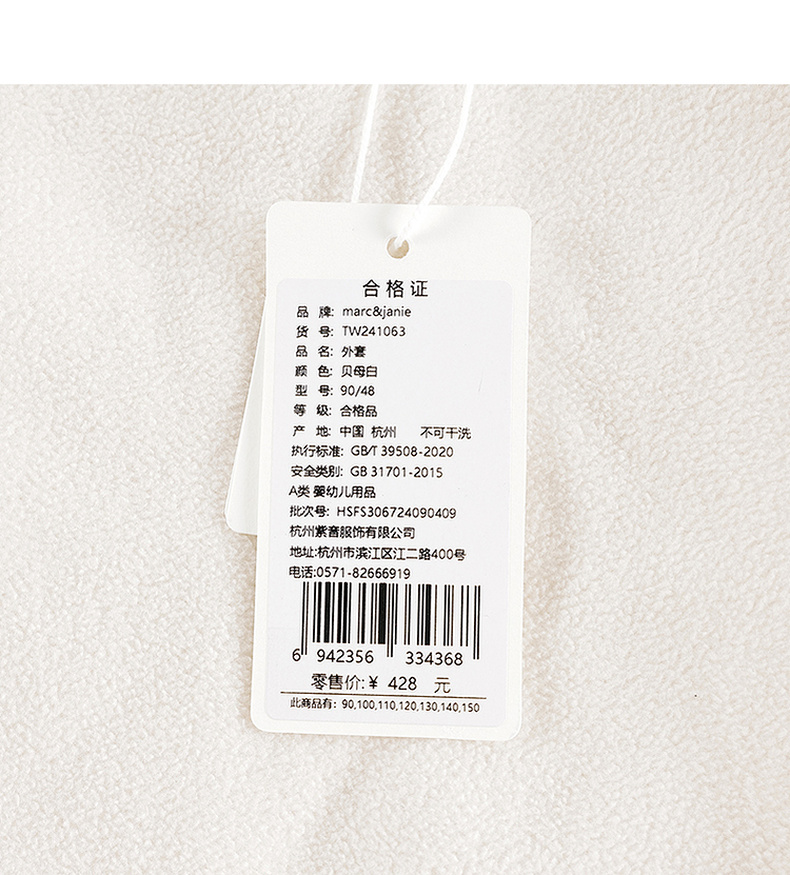 合格证
品 牌: marc&janie
货 号: TW241063
品 名: 外套
颜 色: 贝母白
型 号: 90/48
等 级: 合格品
产 地: 中国 杭州 不可干洗
执行标准: GB/T 39508-2020
安全类别: GB 31701-2015
A类 婴幼儿用品
批次号: HSFS306724090409
杭州紫音服饰有限公司
地址:杭州市滨江区江二路400号
电话:0571-82666919
6 942356 334368
零售价:¥ 428 元
此商品有: 90,100,110,120,130,140,150